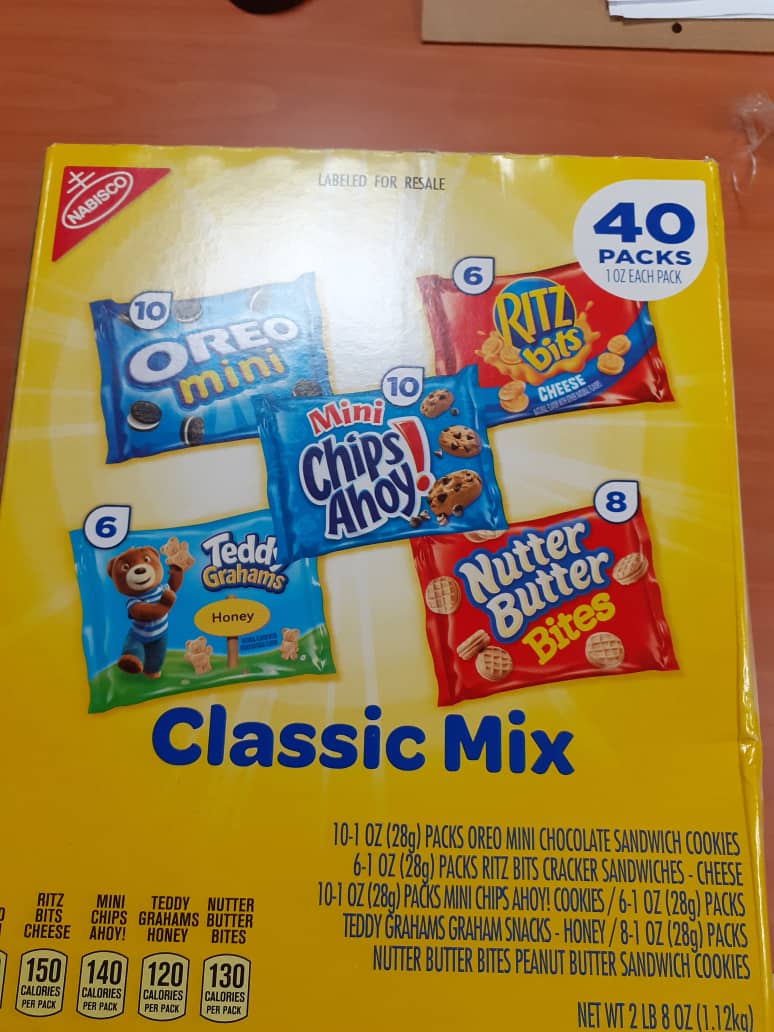 NABISCO
LABELED FOR RESALE
40
PACKS
1 OZ EACH PACK
10
OREO
mini
6
RITZ
bits
CHEESE
10
Mini
Chips
Ahoy!
6
Teddy
Grahams
Honey
8
Nutter
Butter
Bites
Classic Mix
10-1 OZ (28g) PACKS OREO MINI CHOCOLATE SANDWICH COOKIES
6-1 OZ (28g) PACKS RITZ BITS CRACKER SANDWICHES - CHEESE
10-1 OZ (28g) PACKS MINI CHIPS AHOY! COOKIES / 6-1 OZ (28g) PACKS
TEDDY GRAHAMS GRAHAM SNACKS - HONEY / 8-1 OZ (28g) PACKS
NUTTER BUTTER BITES PEANUT BUTTER SANDWICH COOKIES
NET WT 2 LB 8 OZ (1.12kg)
RITZ
BITS
CHEESE
150
CALORIES
PER PACK
MINI
CHIPS
AHOY!
140
CALORIES
PER PACK
TEDDY
GRAHAMS
HONEY
120
CALORIES
PER PACK
NUTTER
BUTTER
BITES
130
CALORIES
PER PACK